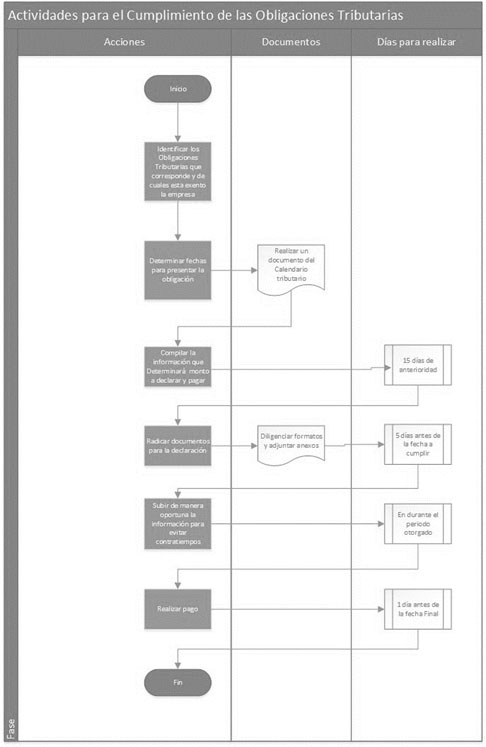 Actividades para el Cumplimiento de las Obligaciones Tributarias
Acciones
Documentos
Días para realizar
Inicio
Identificar los
Obligaciones
Tributarias que
corresponde y de
cuales esta exento
la empresa
Determinar fechas
para presentar la
obligación
Realizar un
documento del
Calendario
tributario
Compilar la
información que
Determinará monto
a declarar y pagar
15 días de
anterioridad
Radicar documentos
para la declaración
Diligenciar formatos
y adjuntar anexos
5 días antes de
la fecha a
cumplir
Subir de manera
oportuna la
información para
evitar
contratiempos
En durante el
periodo
otorgado
Realizar pago
1 día antes de
la fecha Final
Fin
Fase